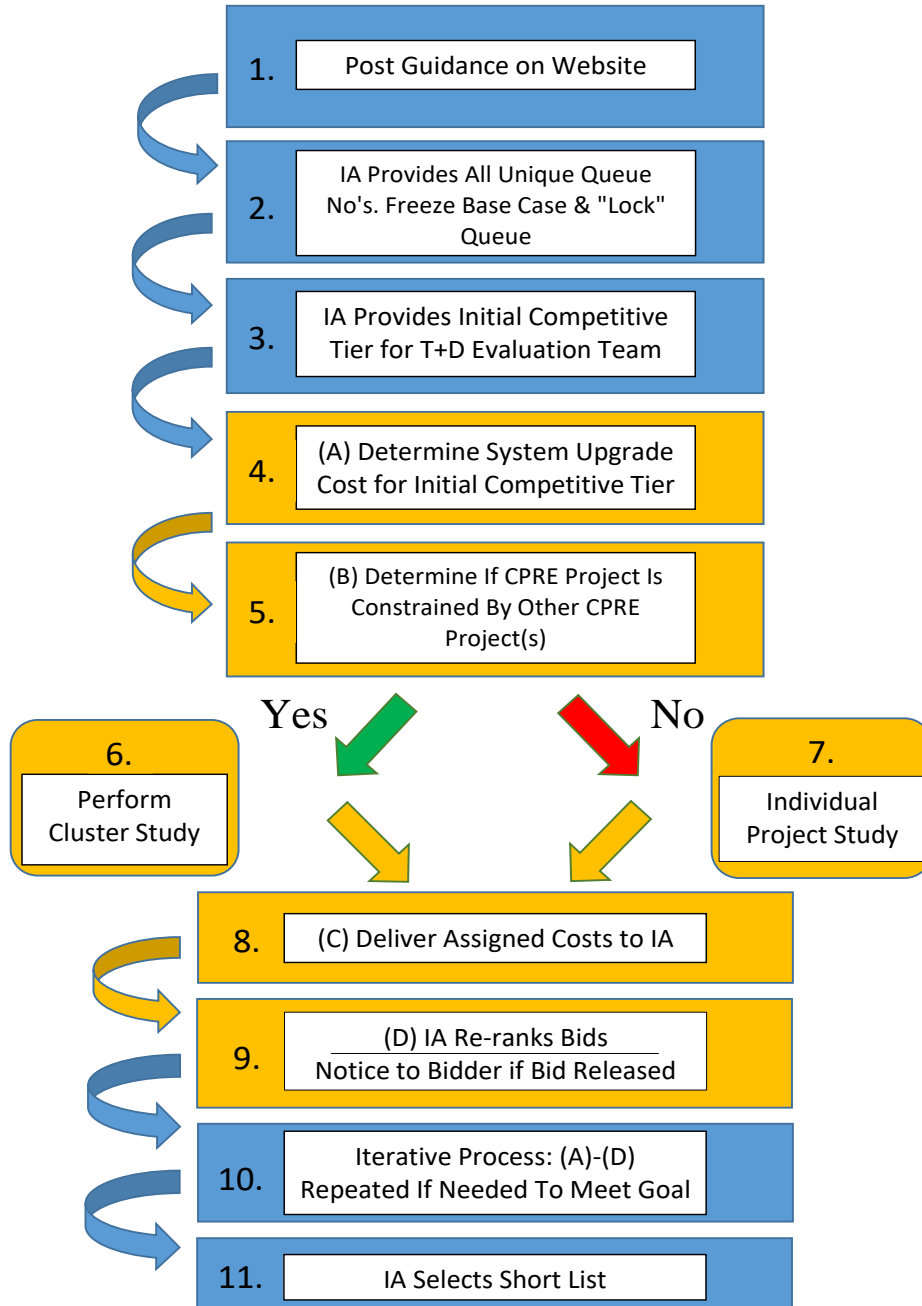 1.
Post Guidance on Website
2.
IA Provides All Unique Queue
No's. Freeze Base Case & "Lock"
Queue
3.
IA Provides Initial Competitive
Tier for T+D Evaluation Team
4.
(A) Determine System Upgrade
Cost for Initial Competitive Tier
5.
(B) Determine If CPRE Project Is
Constrained By Other CPRE
Project(s)
Yes
No
6.
Perform
Cluster Study
7.
Individual
Project Study
8.
(C) Deliver Assigned Costs to IA
9.
(D) IA Re-ranks Bids
Notice to Bidder if Bid Released
10.
Iterative Process: (A)-(D)
Repeated If Needed To Meet Goal
11.
IA Selects Short List